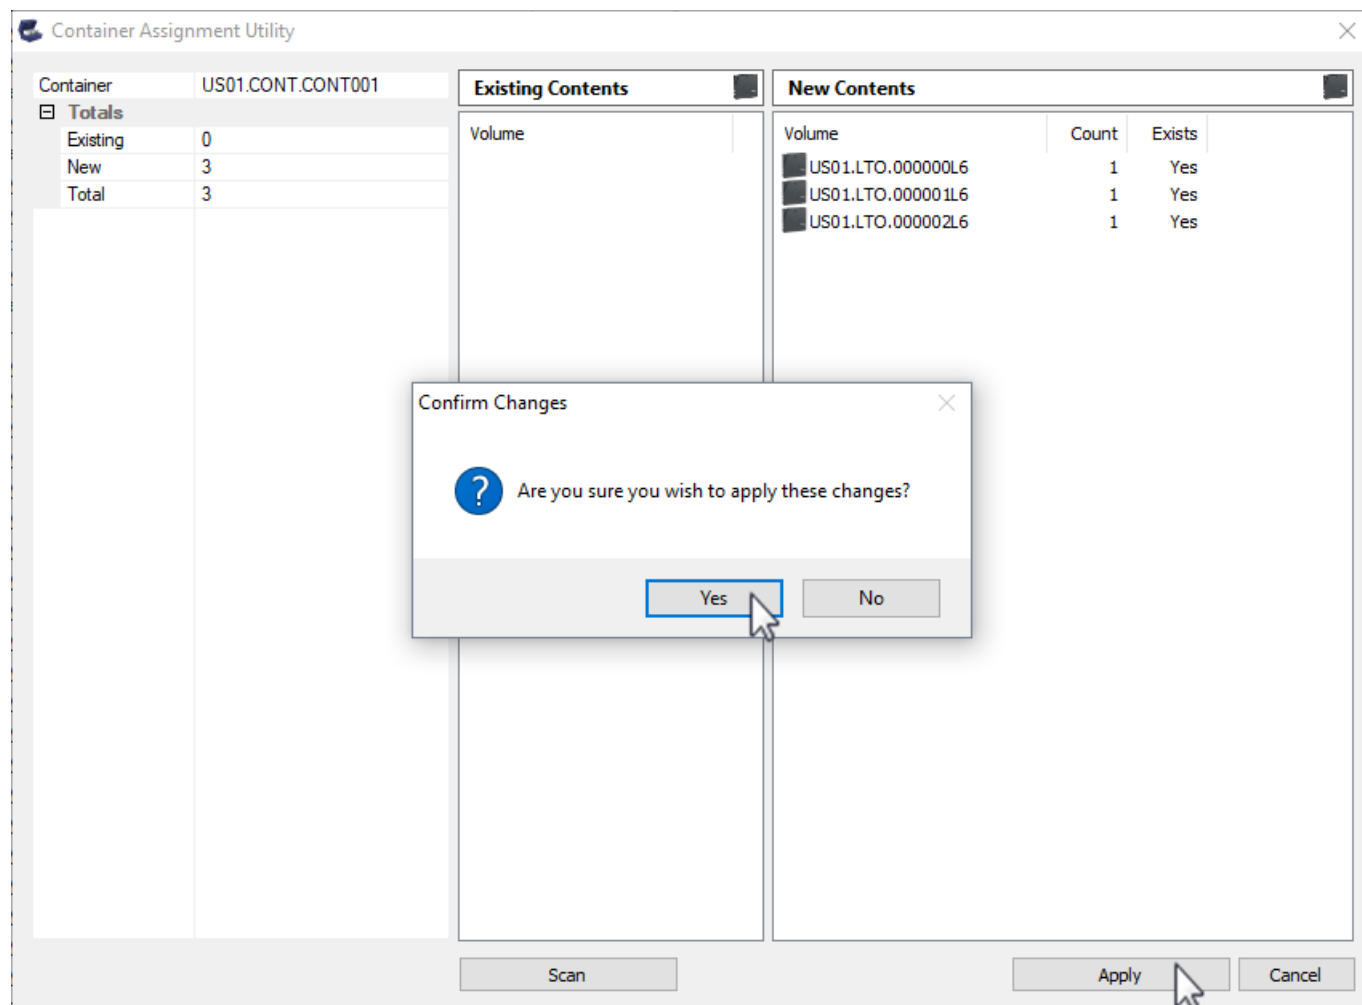 Container Assignment Utility
Container US01.CONT.CONT001
Totals
Existing 0
New 3
Total 3
Existing Contents
Volume
New Contents
Volume Count Exists
US01.LTO.000000L6 1 Yes
US01.LTO.000001L6 1 Yes
US01.LTO.000002L6 1 Yes
Confirm Changes
Are you sure you wish to apply these changes?
Yes No
Scan Apply Cancel